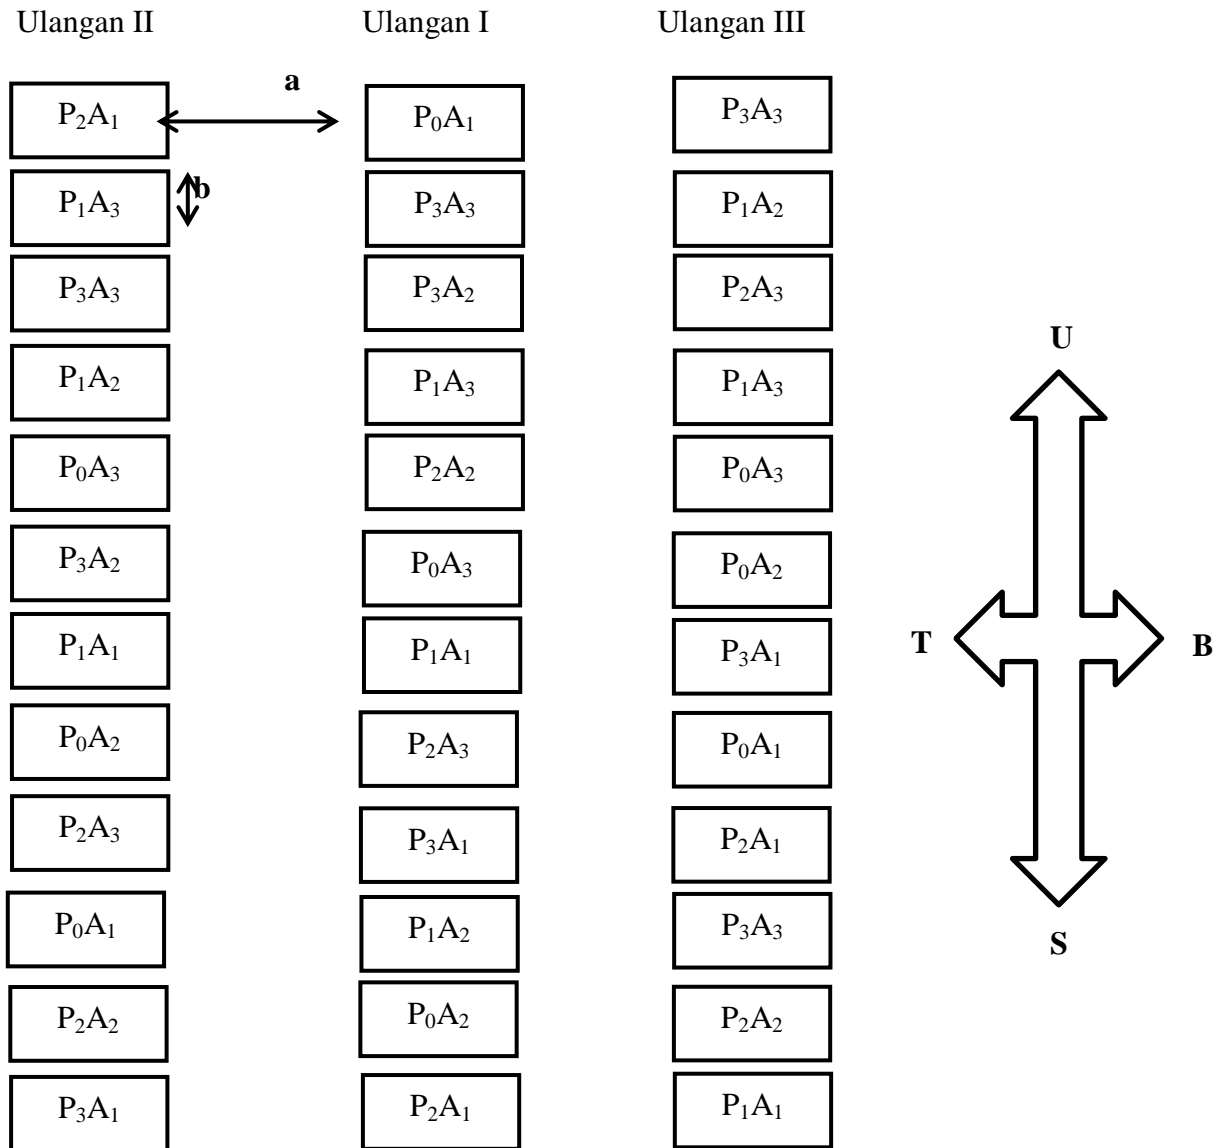 Ulangan II Ulangan I Ulangan III
a
P₂A₁ P₀A₁ P₃A₃
b
P₁A₃ P₃A₃ P₁A₂
P₃A₃ P₃A₂ P₂A₃
U
P₁A₂ P₁A₃ P₁A₃
P₀A₃ P₂A₂ P₀A₃
P₃A₂ P₀A₃ P₀A₂
P₁A₁ P₁A₁ P₃A₁ T B
P₀A₂ P₂A₃ P₀A₁
P₂A₃ P₃A₁ P₂A₁
P₀A₁ P₁A₂ P₃A₃ S
P₂A₂ P₀A₂ P₂A₂
P₃A₁ P₂A₁ P₁A₁